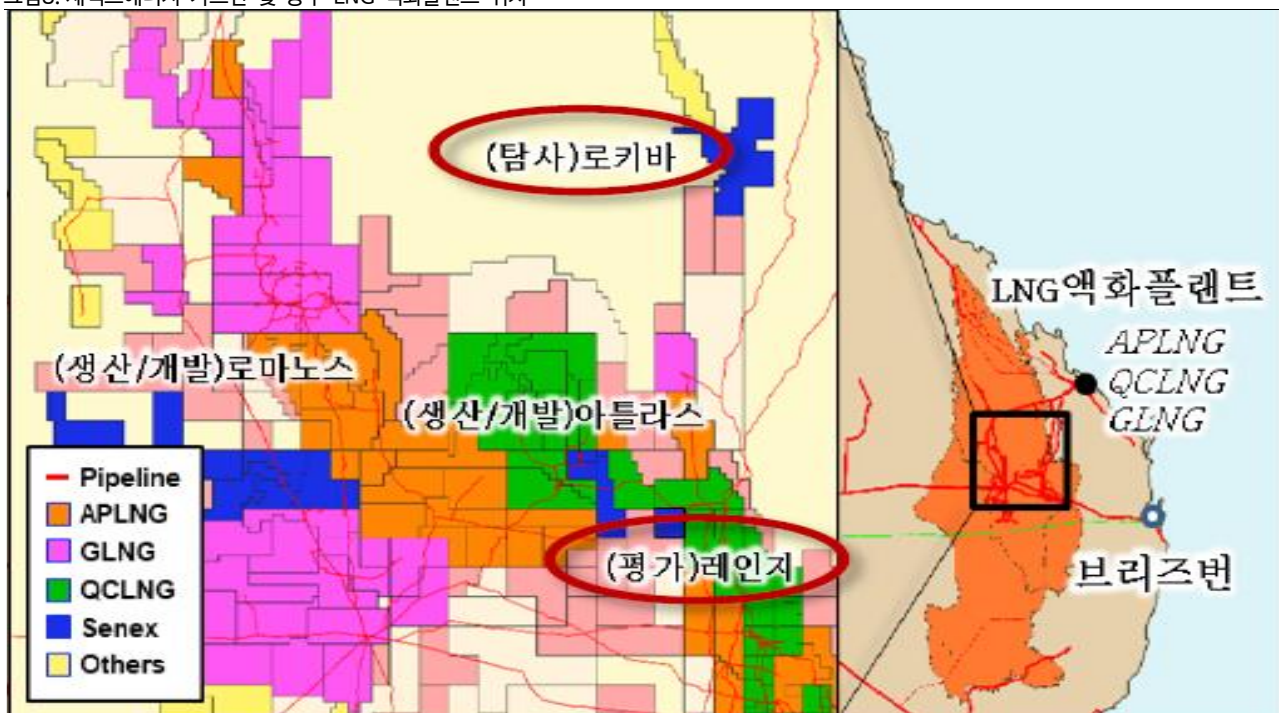 (탐사)로키바
(생산/개발)로마노스
(생산/개발)아틀라스
(평가)레인지
Pipeline
APLNG
GLNG
QCLNG
Senex
Others
LNG액화플랜트
APLNG
QCLNG
GLNG
브리즈번